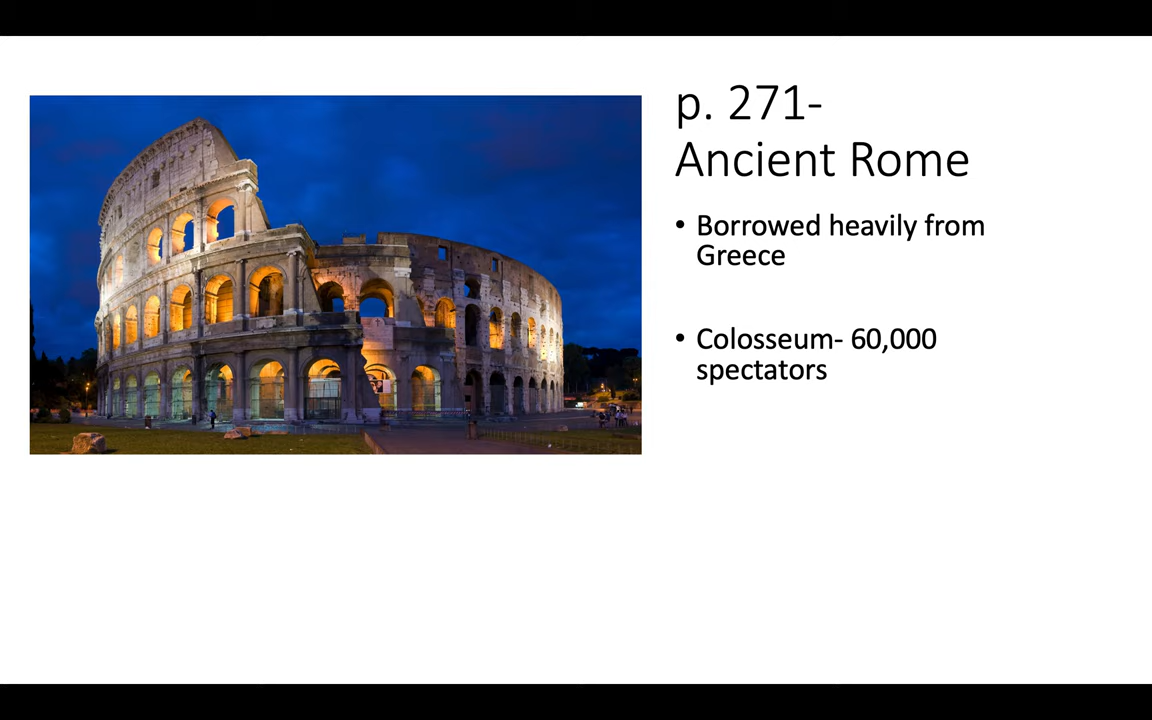 p. 271-
Ancient Rome
• Borrowed heavily from
Greece
• Colosseum- 60,000
spectators